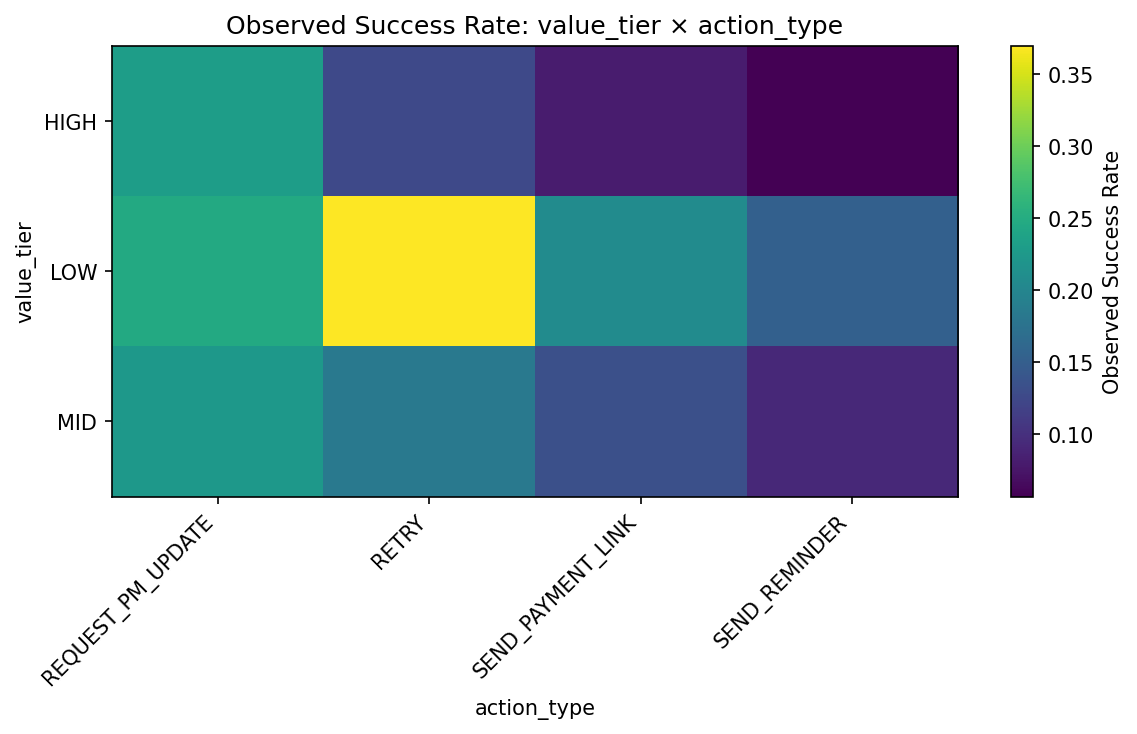 Observed Success Rate: value_tier × action_type
value_tier
HIGH
LOW
MID
REQUEST_PM_UPDATE
RETRY
SEND_PAYMENT_LINK
SEND_REMINDER
action_type
0.35
0.30
0.25
0.20
0.15
0.10
Observed Success Rate